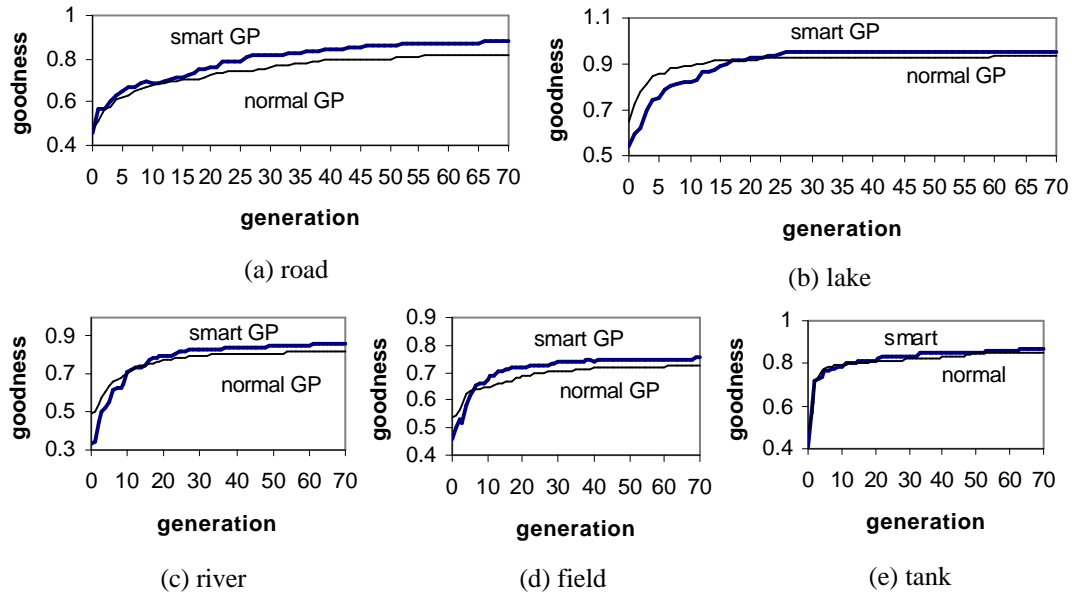 goodness
1
0.8
0.6
0.4
smart GP
normal GP
0 5 10 15 20 25 30 35 40 45 50 55 60 65 70
generation
(a) road
goodness
1.1
0.9
0.7
0.5
smart GP
normal GP
0 5 10 15 20 25 30 35 40 45 50 55 60 65 70
generation
(b) lake
goodness
0.9
0.7
0.5
0.3
smart GP
normal GP
0 10 20 30 40 50 60 70
generation
(c) river
goodness
0.9
0.8
0.7
0.6
0.5
0.4
smart GP
normal GP
0 10 20 30 40 50 60 70
generation
(d) field
goodness
1
0.8
0.6
0.4
smart
normal
0 10 20 30 40 50 60 70
generation
(e) tank